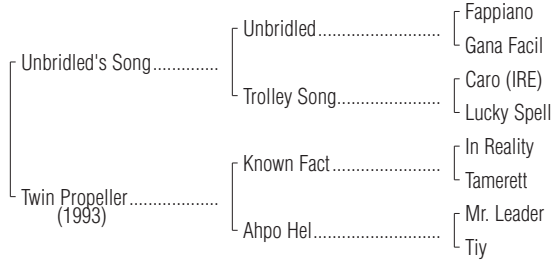 Fappiano
Unbridled..........................
Gana Facil
Unbridled's Song..............
Caro (IRE)
Trolley Song......................
Lucky Spell
In Reality
Known Fact.......................
Tamerett
Twin Propeller...................
(1993)
Mr. Leader
Ahpo Hel...........................
Tiy